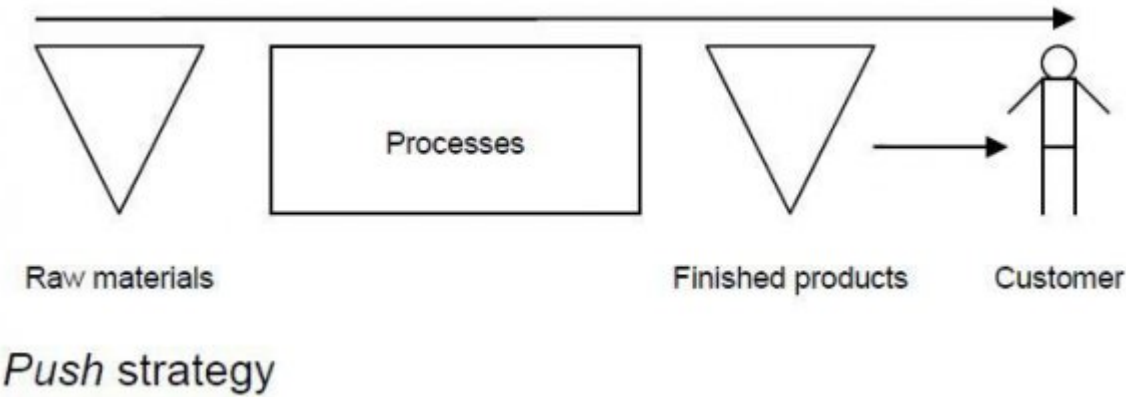 Processes
Raw materials
Finished products
Customer
Push strategy